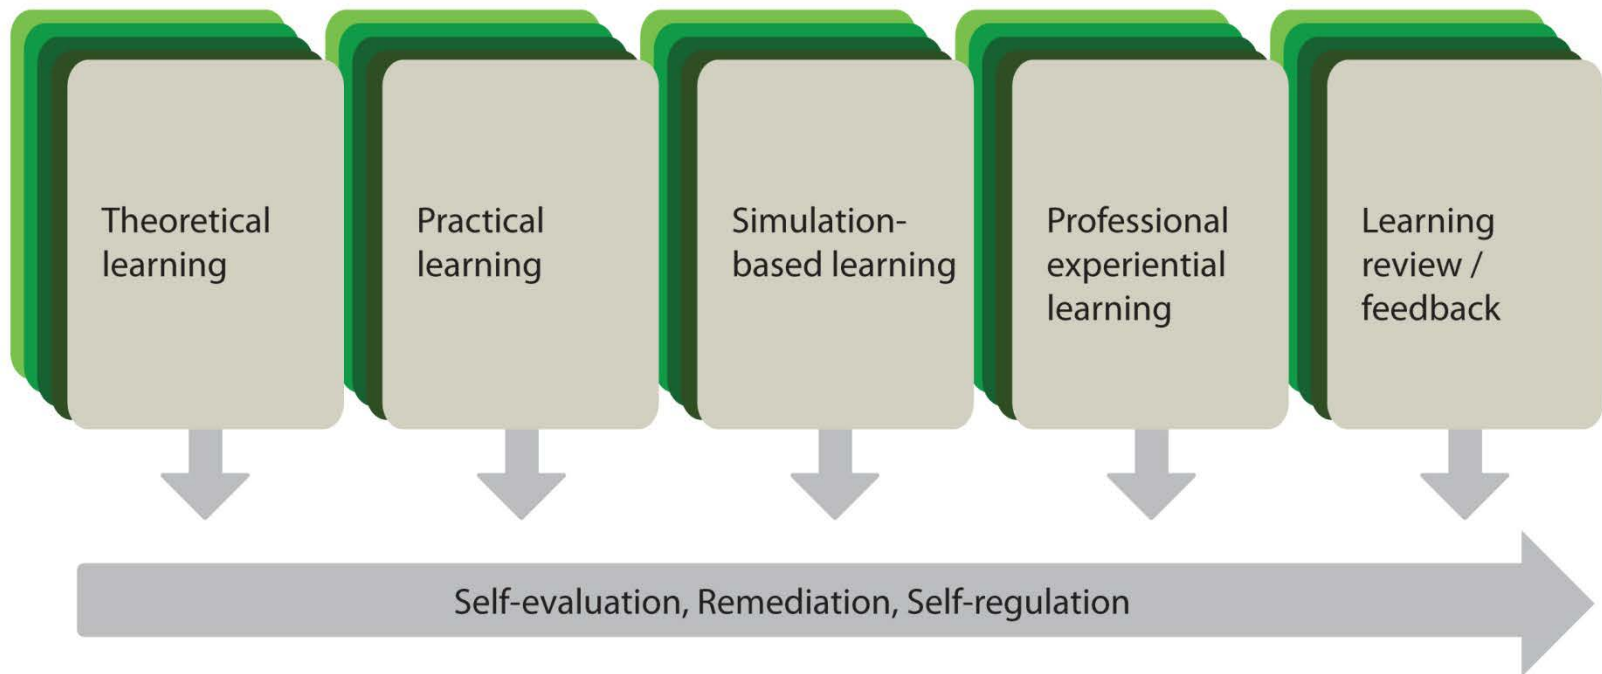 Theoretical
learning
Practical
learning
Simulation-
based learning
Professional
experiential
learning
Learning
review /
feedback
Self-evaluation, Remediation, Self-regulation